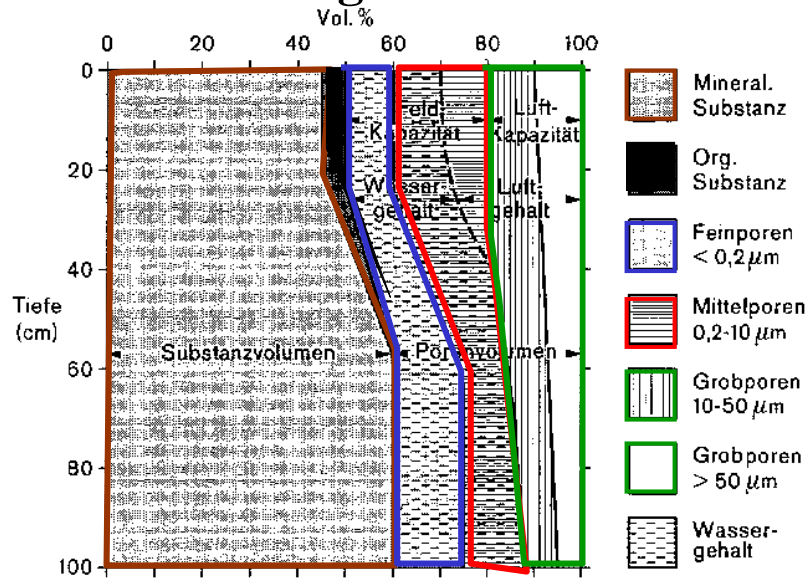 Vol. %
0 20 40 60 80 100
0
20
40
60
80
100
Tiefe
(cm)
Feld
Kapazität
Luft-
Kapazität
Wasser-
gehalt
Luft-
gehalt
Substanzvolumen
Porenvolumen
Mineral.
Substanz
Org.
Substanz
Feinporen
< 0,2 µm
Mittelporen
0,2-10 µm
Grobporen
10-50 µm
Grobporen
> 50 µm
Wasser-
gehalt